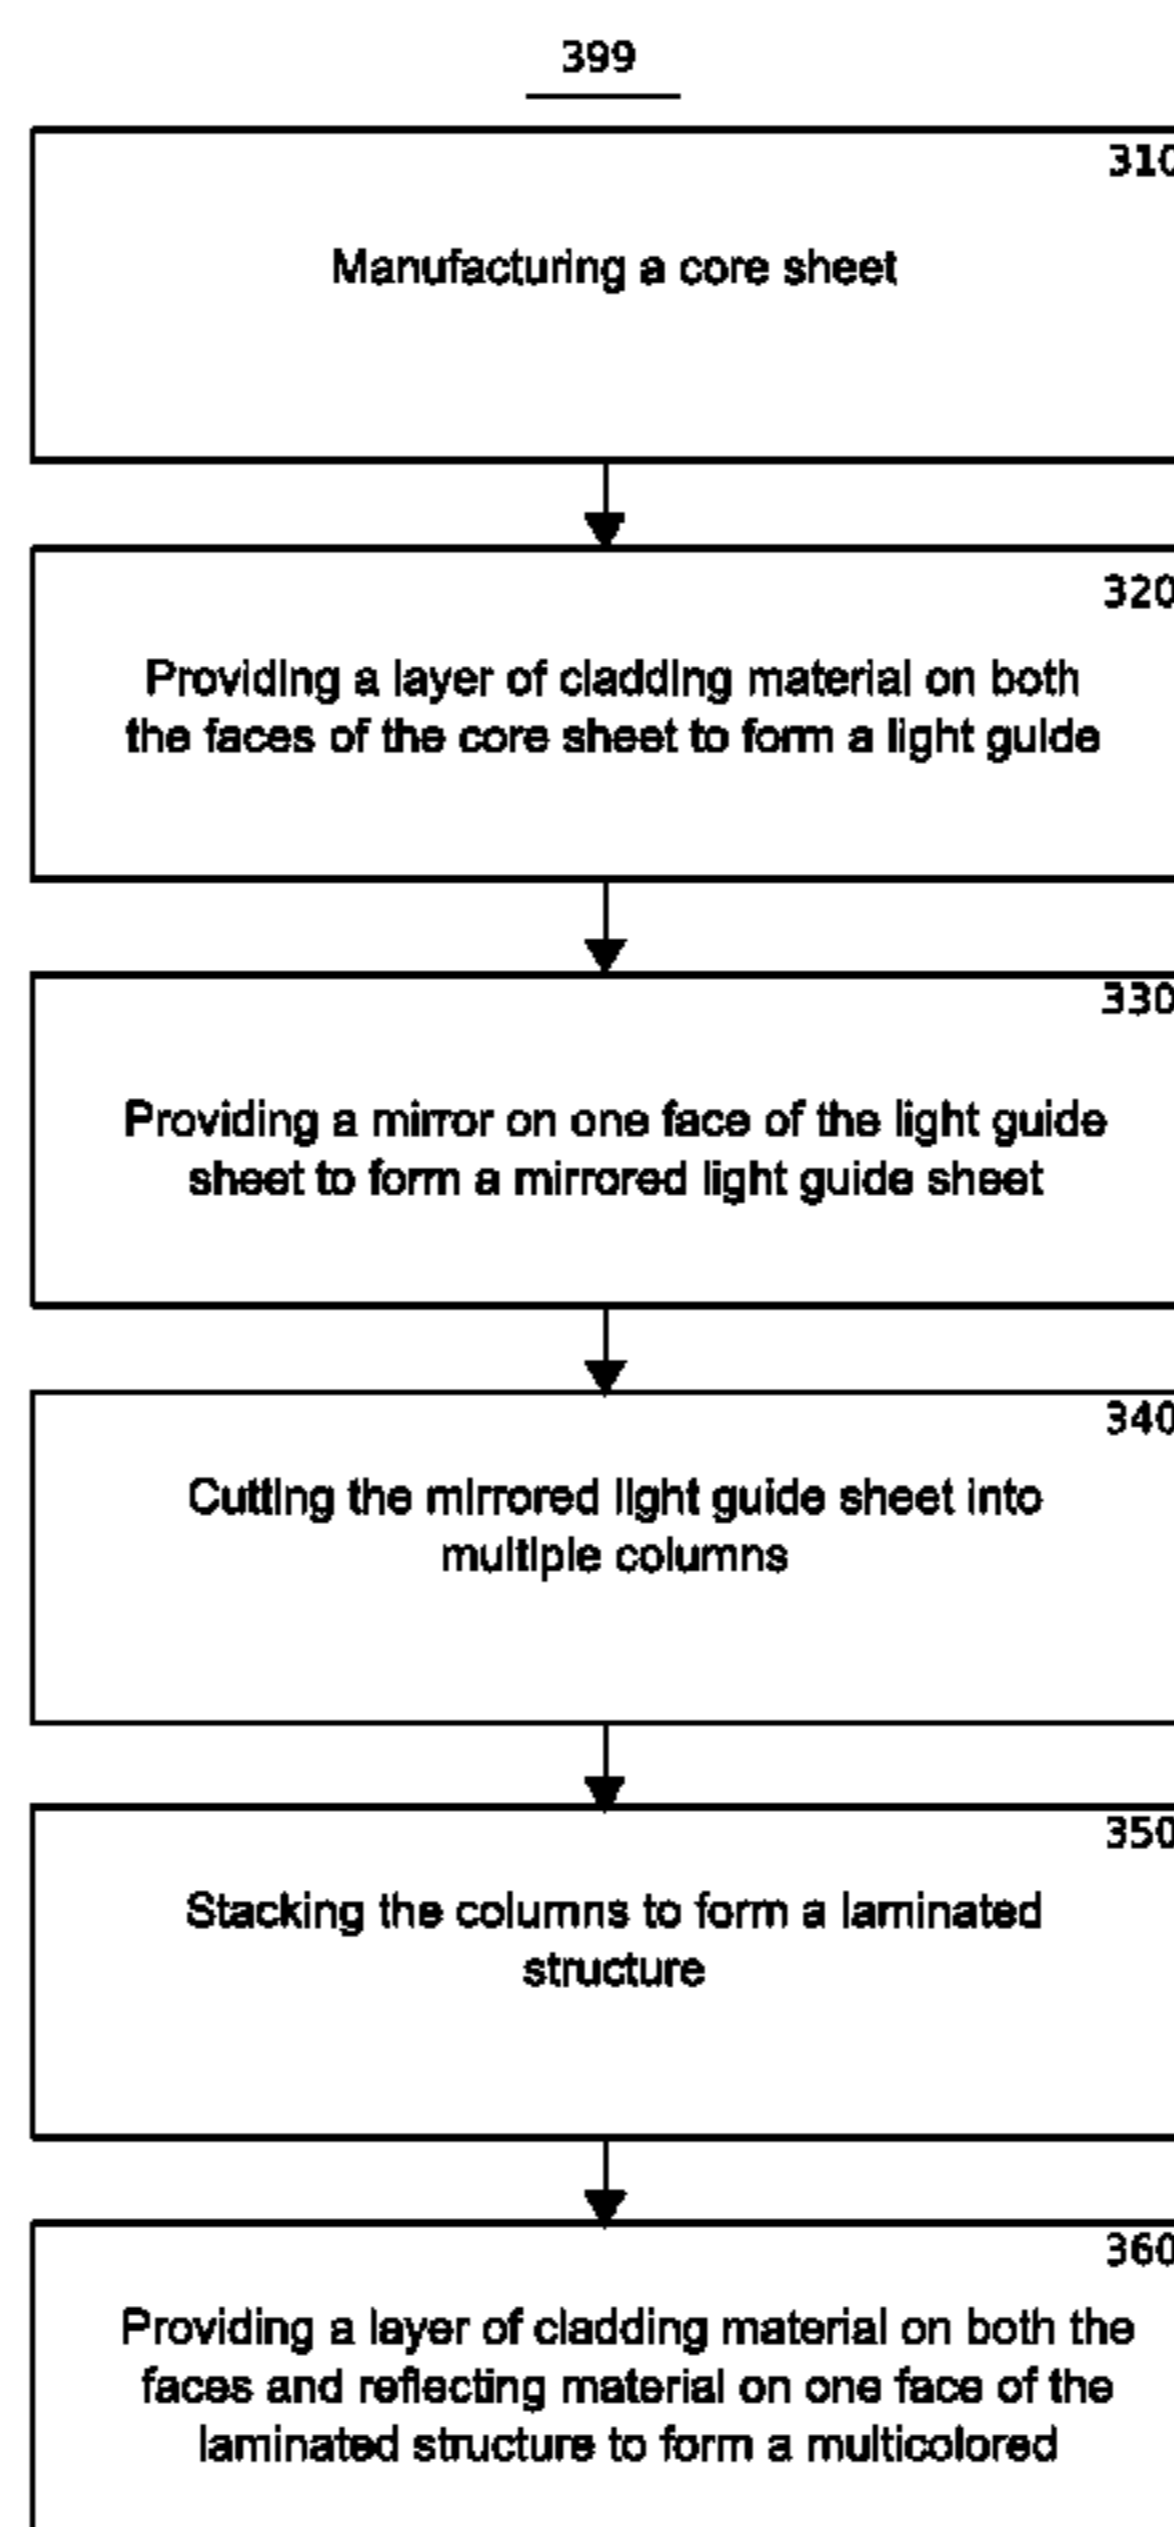 399
310
Manufacturing a core sheet
320
Providing a layer of cladding material on both
the faces of the core sheet to form a light guide
330
Providing a mirror on one face of the light guide
sheet to form a mirrored light guide sheet
340
Cutting the mirrored light guide sheet into
multiple columns
350
Stacking the columns to form a laminated
structure
360
Providing a layer of cladding material on both the
faces and reflecting material on one face of the
laminated structure to form a multicolored